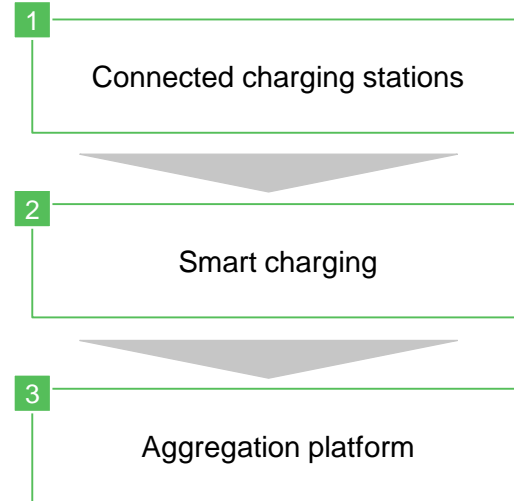 1
Connected charging stations
2
Smart charging
3
Aggregation platform